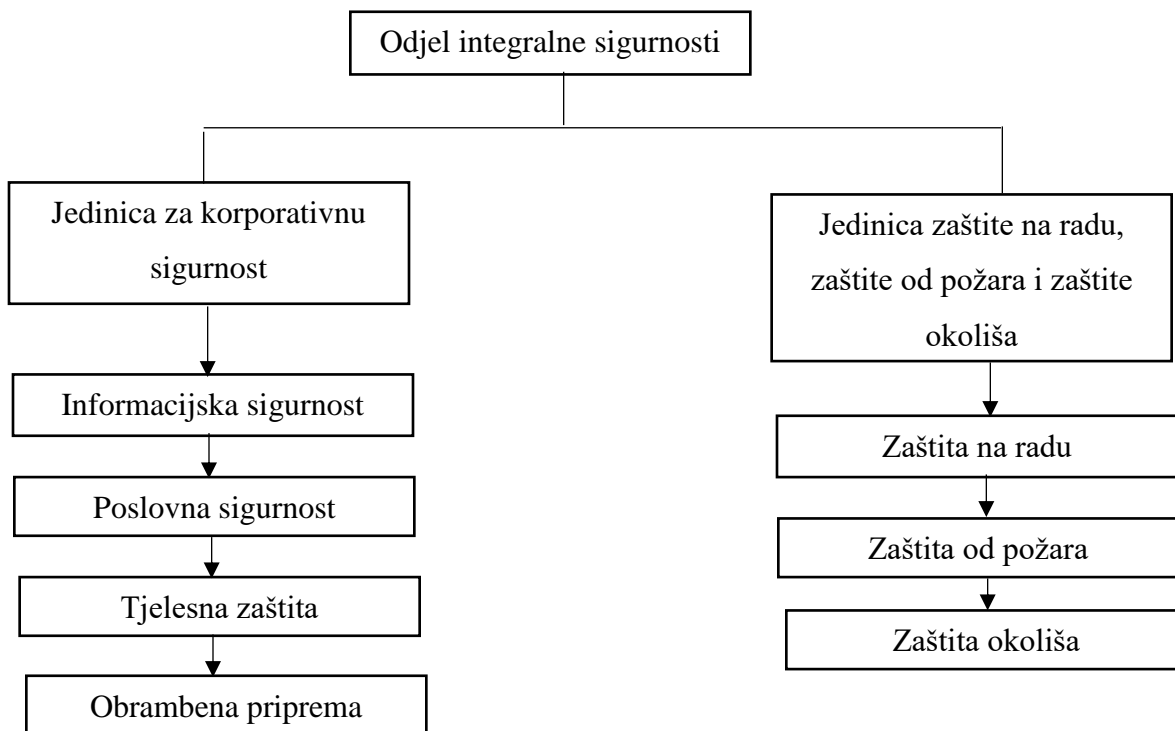 Odjel integralne sigurnosti
Jedinica za korporativnu
sigurnost
Informacijska sigurnost
Poslovna sigurnost
Tjelesna zaštita
Obrambena priprema
Jedinica zaštite na radu,
zaštite od požara i zaštite
okoliša
Zaštita na radu
Zaštita od požara
Zaštita okoliša